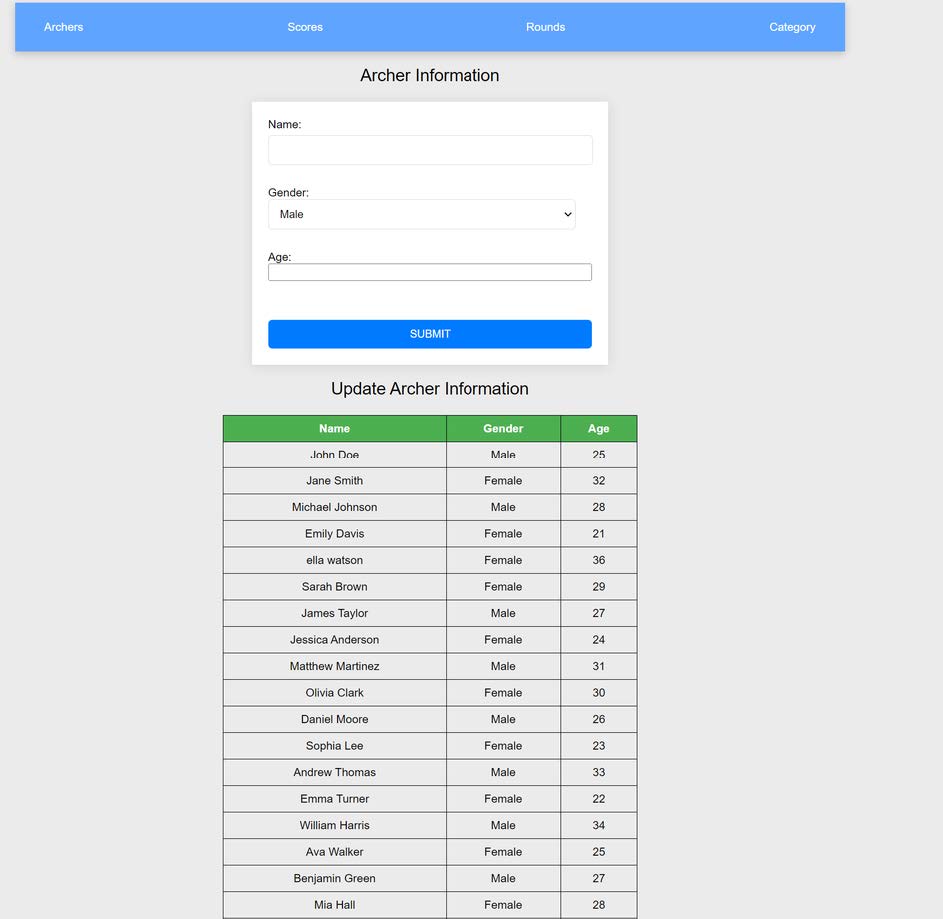 Archers Scores Rounds Category
Archer Information
Name:
Gender:
Male
Age:
SUBMIT
Update Archer Information
Name Gender Age
John Doe Male 25
Jane Smith Female 32
Michael Johnson Male 28
Emily Davis Female 21
ella watson Female 36
Sarah Brown Female 29
James Taylor Male 27
Jessica Anderson Female 24
Matthew Martinez Male 31
Olivia Clark Female 30
Daniel Moore Male 26
Sophia Lee Female 23
Andrew Thomas Male 33
Emma Turner Female 22
William Harris Male 34
Ava Walker Female 25
Benjamin Green Male 27
Mia Hall Female 28